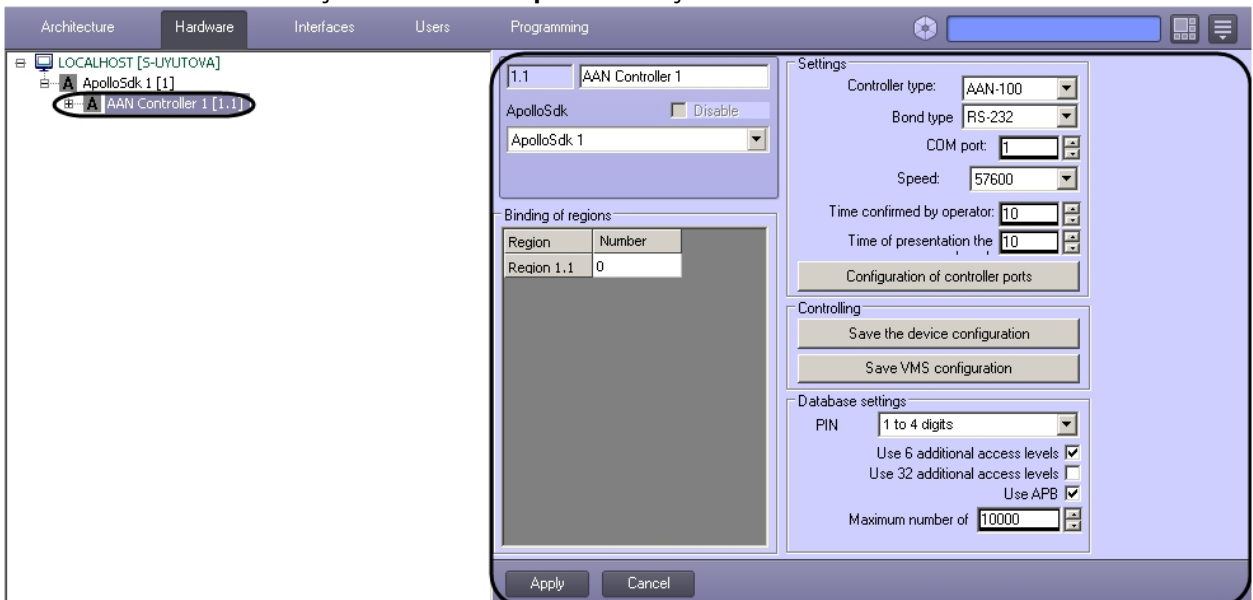 Architecture Hardware Interfaces Users Programming
LOCALHOST [S-UYUTOVA]
A ApolloSdk 1 [1]
A AAN Controller 1 [1.1]
1.1 AAN Controller 1
ApolloSdk Disable
ApolloSdk 1
Binding of regions
Region Number
Region 1.1 0
Settings
Controller type: AAN-100
Bond type RS-232
COM port: 1
Speed: 57600
Time confirmed by operator: 10
Time of presentation the 10
Configuration of controller ports
Controlling
Save the device configuration
Save VMS configuration
Database settings
PIN 1 to 4 digits
Use 6 additional access levels
Use 32 additional access levels
Use APB
Maximum number of 10000
Apply Cancel